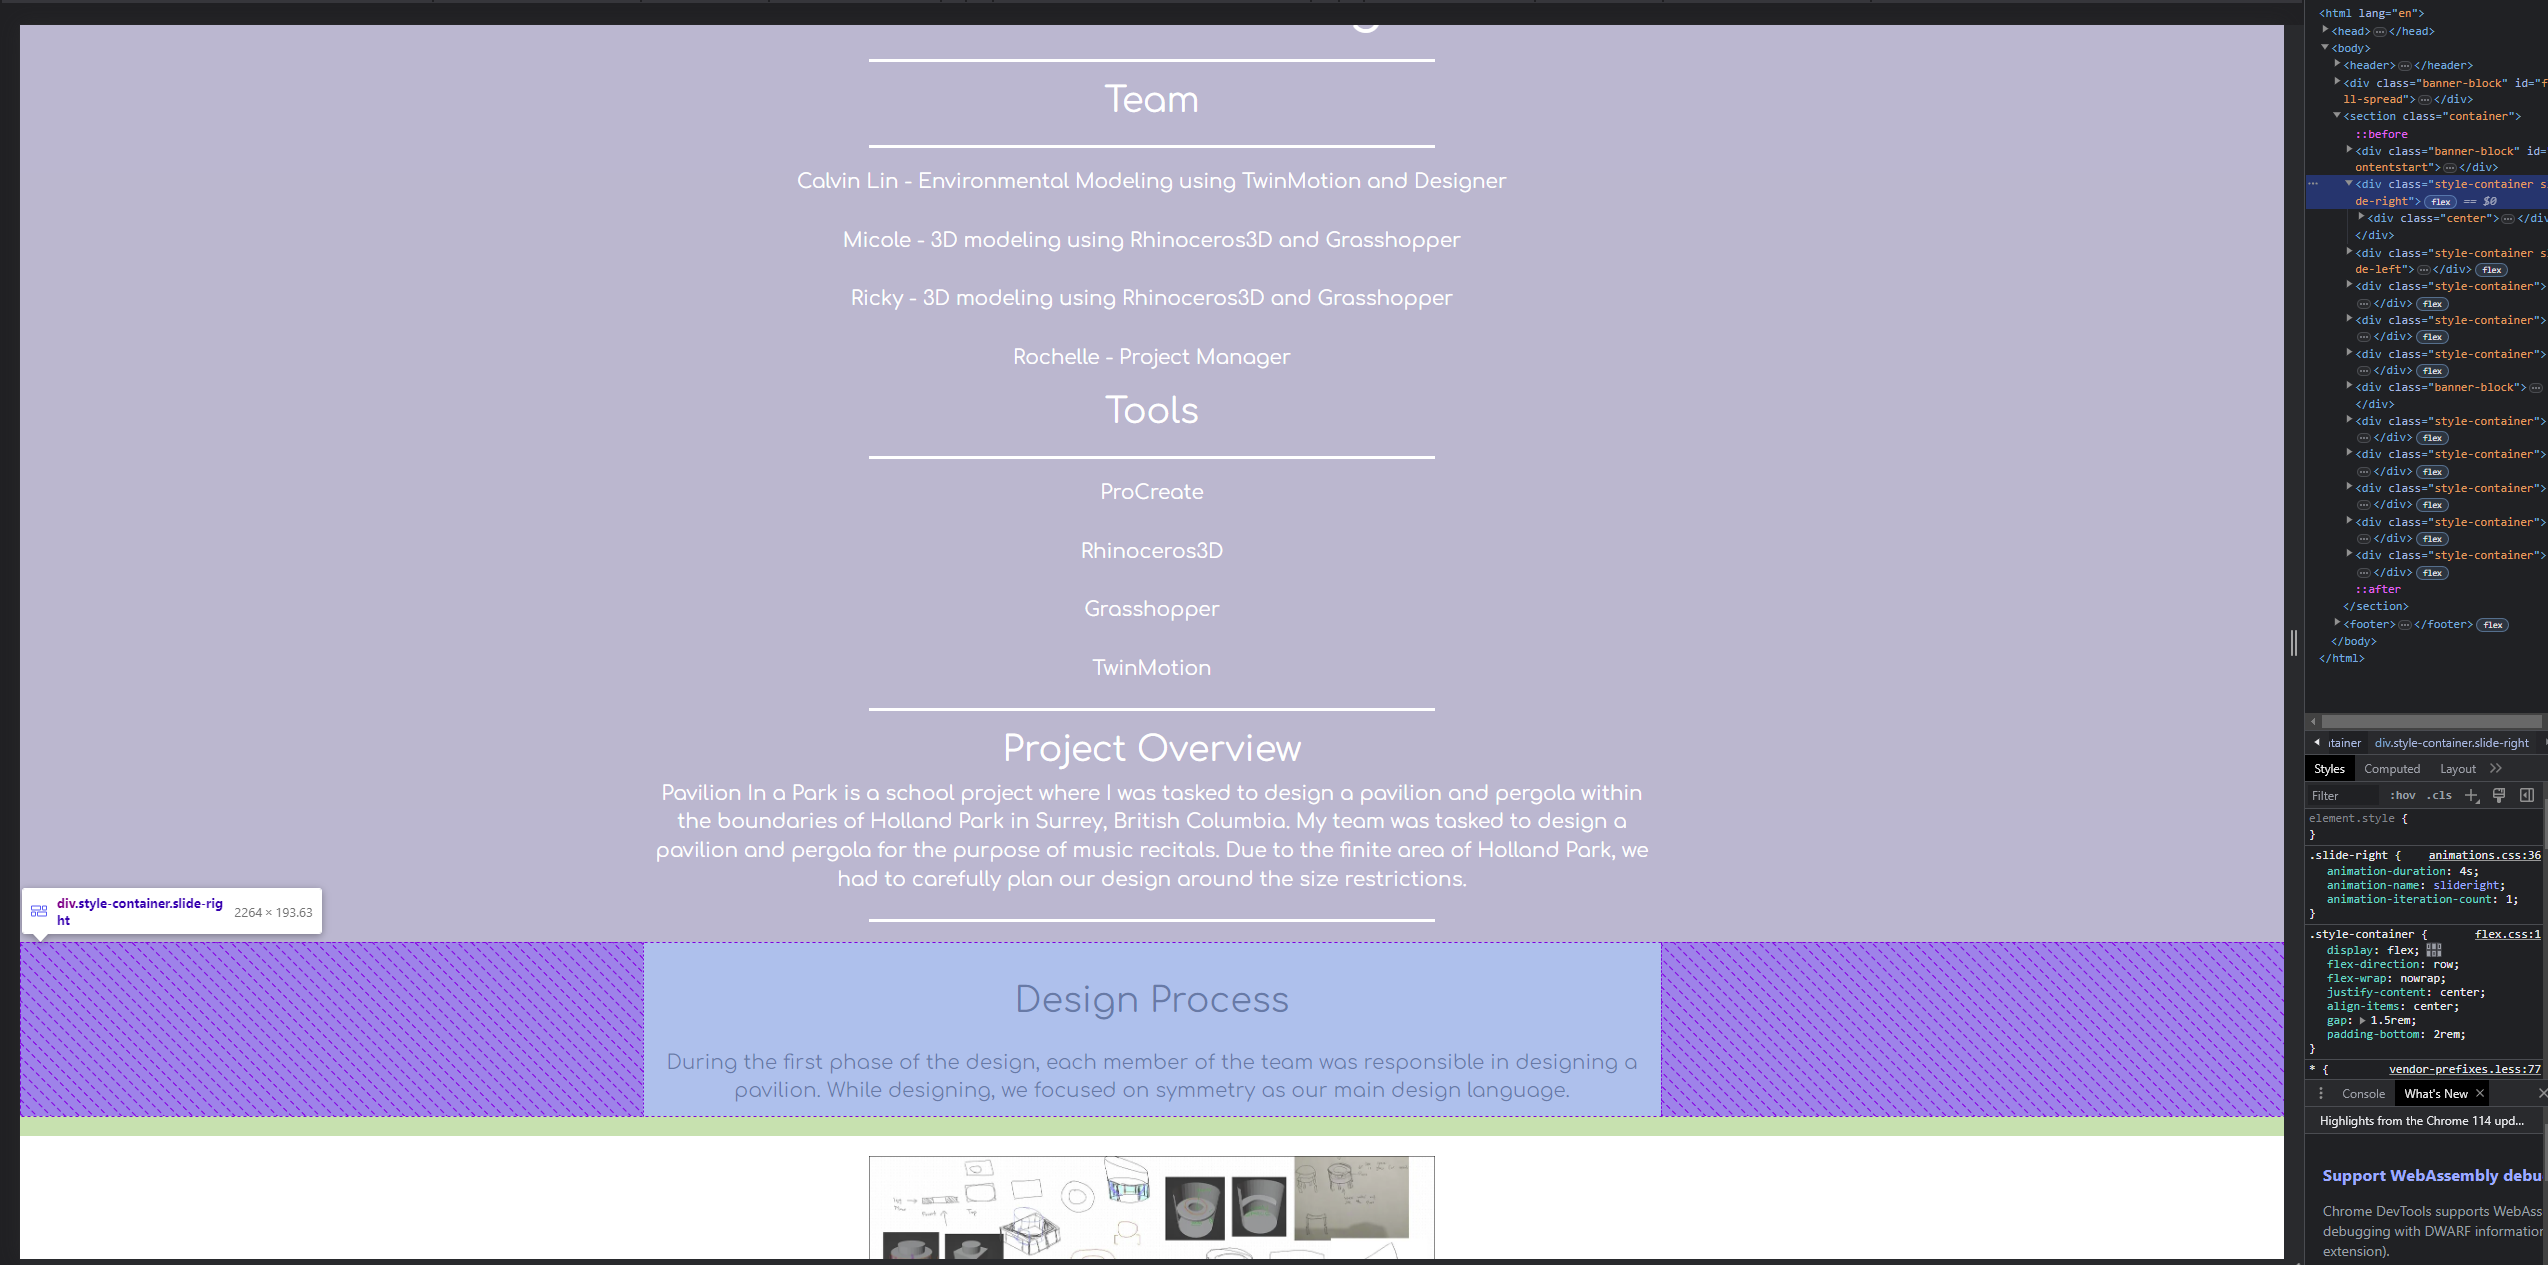 Team
Calvin Lin - Environmental Modeling using TwinMotion and Designer
Micole - 3D modeling using Rhinoceros3D and Grasshopper
Ricky - 3D modeling using Rhinoceros3D and Grasshopper
Rochelle - Project Manager
Tools
ProCreate
Rhinoceros3D
Grasshopper
TwinMotion
Project Overview
Pavilion In a Park is a school project where I was tasked to design a pavilion and pergola within
the boundaries of Holland Park in Surrey, British Columbia. My team was tasked to design a
pavilion and pergola for the purpose of music recitals. Due to the finite area of Holland Park, we
had to carefully plan our design around the size restrictions.
div.style-container.slide-rig
ht
2264 × 193.63
Design Process
During the first phase of the design, each member of the team was responsible in designing a
pavilion. While designing, we focused on symmetry as our main design language.
<html lang="en">
<head> ⋯ </head>
<body>
<header> ⋯ </header>
<div class="banner-block" id="f
ll-spread"> ⋯ </div>
<section class="container">
::before
<div class="banner-block" id=
ontentstart"> ⋯ </div>
<div class="style-container s
de-right"> flex == $0
<div class="center"> ⋯ </div
</div>
<div class="style-container s
de-left"> ⋯ </div> flex
<div class="style-container">
⋯ </div> flex
<div class="style-container">
⋯ </div> flex
<div class="style-container">
⋯ </div> flex
<div class="banner-block"> ⋯
</div>
<div class="style-container">
⋯ </div> flex
<div class="style-container">
⋯ </div> flex
<div class="style-container">
⋯ </div> flex
<div class="style-container">
⋯ </div> flex
<div class="style-container">
⋯ </div> flex
::after
</section>
<footer> ⋯ </footer> flex
</body>
</html>
ntainer div.style-container.slide-right
Styles Computed Layout
Filter :hov .cls
element.style {
}
.slide-right { animations.css:36
animation-duration: 4s;
animation-name: slideright;
animation-iteration-count: 1;
}
.style-container { flex.css:1
display: flex;
flex-direction: row;
flex-wrap: nowrap;
justify-content: center;
align-items: center;
gap: 1.5rem;
padding-bottom: 2rem;
}
* { vendor-prefixes.less:77
Console What's New
Highlights from the Chrome 114 upd...
Support WebAssembly debu
Chrome DevTools supports WebAss
debugging with DWARF information
extension).